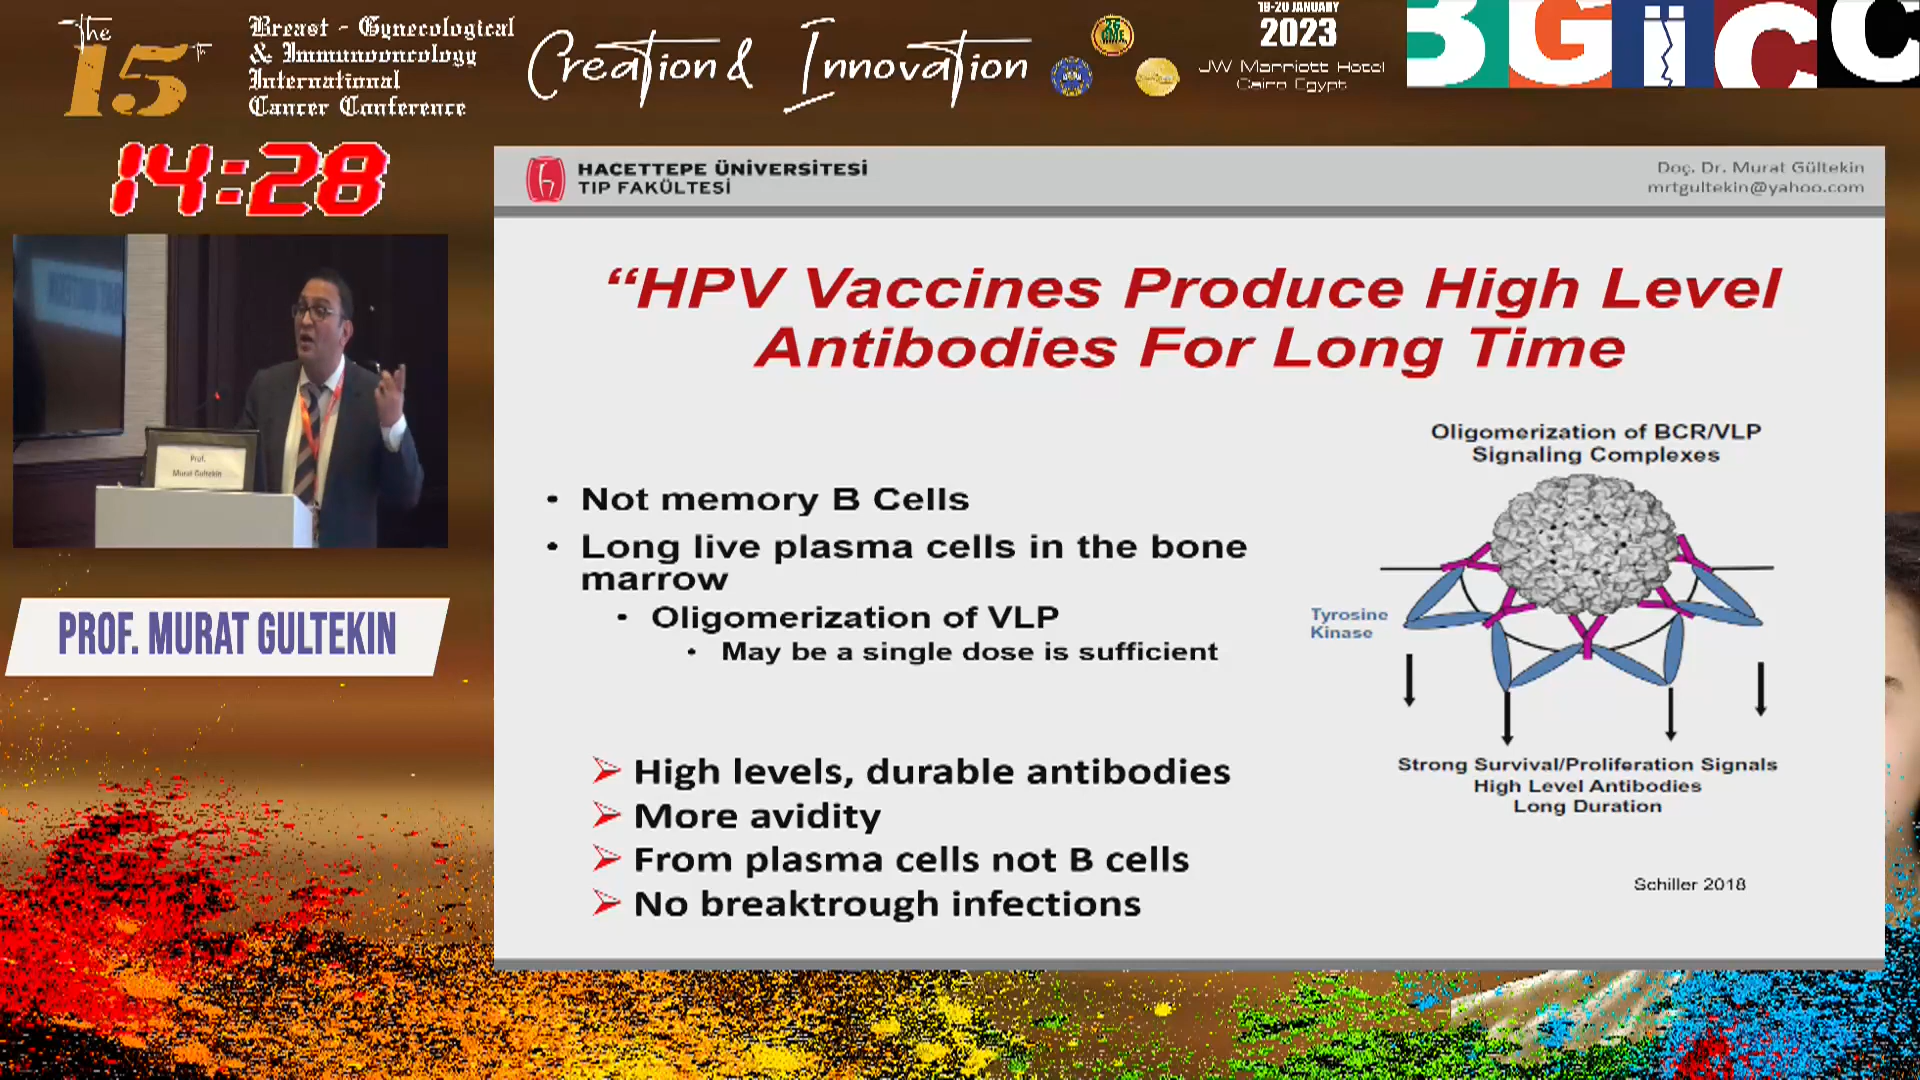 The
15th
Breast - Gynecological
& Immunooncology
International
Cancer Conference
Creation & Innovation
19-20 JANUARY
2023
JW Marriott Hotel
Cairo Egypt
BGICC
14:28
Prof.
Murat Gultekin
PROF. MURAT GULTEKIN
HACETTEPE ÜNİVERSİTESİ
TIP FAKÜLTESİ
Doç. Dr. Murat Gültekin
mrtgultekin@yahoo.com
“HPV Vaccines Produce High Level
Antibodies For Long Time
• Not memory B Cells
• Long live plasma cells in the bone
marrow
• Oligomerization of VLP
• May be a single dose is sufficient
➢ High levels, durable antibodies
➢ More avidity
➢ From plasma cells not B cells
➢ No breaktrough infections
Oligomerization of BCR/VLP
Signaling Complexes
Tyrosine
Kinase
Strong Survival/Proliferation Signals
High Level Antibodies
Long Duration
Schiller 2018